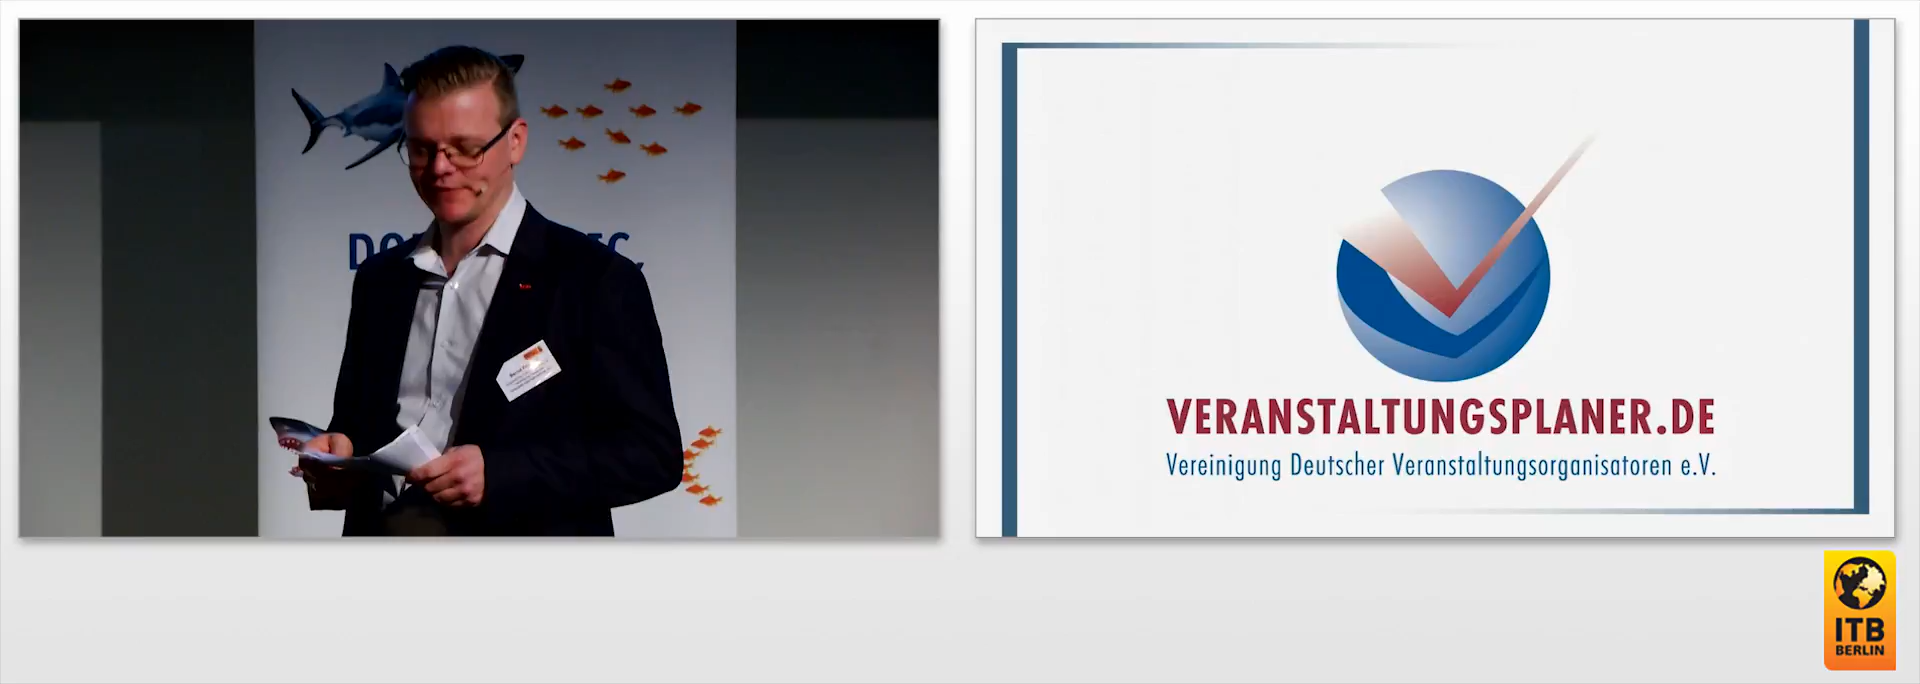 VERANSTALTUNGSPLANER.DE
Vereinigung Deutscher Veranstaltungsorganisatoren e.V.
ITB
BERLIN